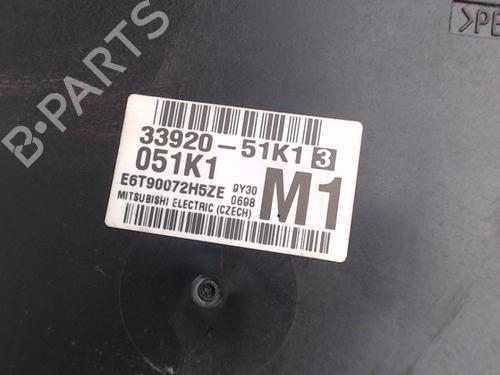 B-PARTS
>PE
33920-51K1 3
051K1
E6T90072H5ZE
9Y30
0698
M1
MITSUBISHI ELECTRIC (CZECH)